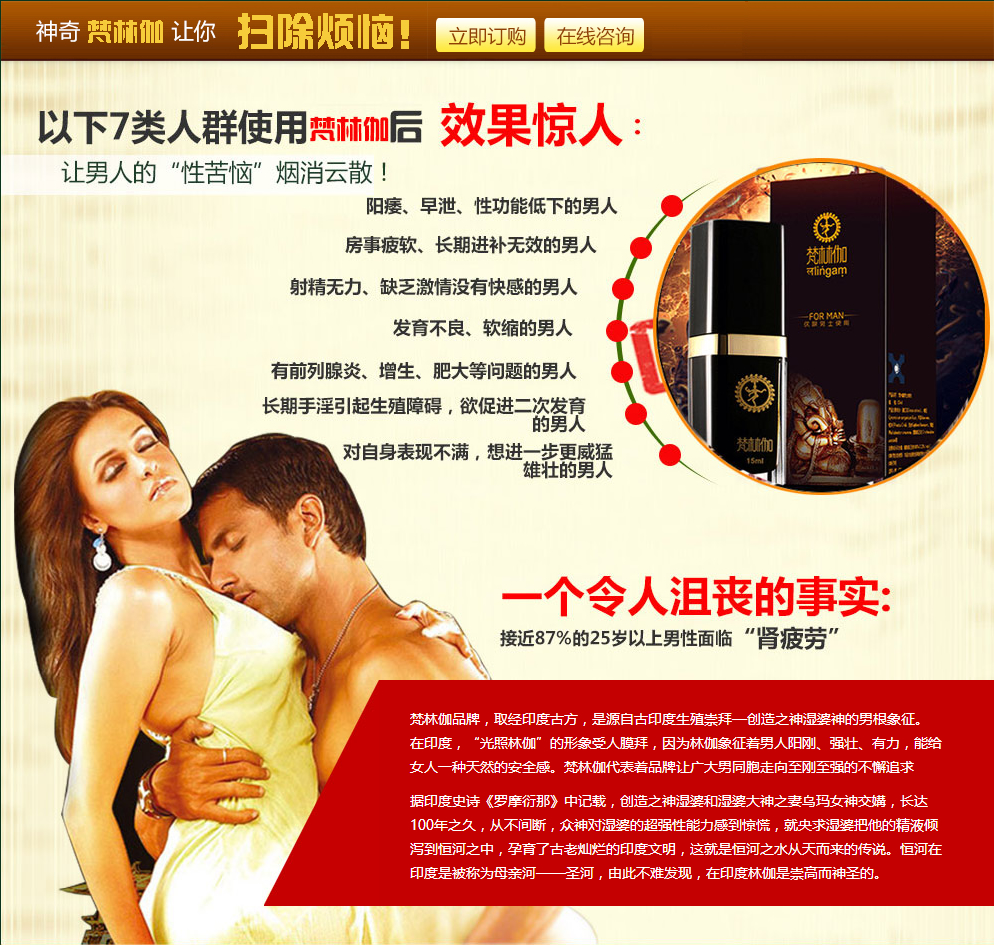 神奇 梵林伽 让你 扫除烦恼！ 立即订购 在线咨询
以下7类人群使用梵林伽后 效果惊人：
让男人的“性苦恼”烟消云散！
阳痿、早泄、性功能低下的男人
房事疲软、长期进补无效的男人
射精无力、缺乏激情没有快感的男人
发育不良、软缩的男人
有前列腺炎、增生、肥大等问题的男人
长期手淫引起生殖障碍，欲促进二次发育
的男人
对自身表现不满，想进一步更威猛
雄壮的男人
梵林伽
lingam
FOR MAN
仅限男士使用
梵林伽
15ml
一个令人沮丧的事实:
接近87%的25岁以上男性面临“肾疲劳”
梵林伽品牌，取经印度古方，是源自古印度生殖崇拜—创造之神湿婆神的男根象征。
在印度，“光照林伽”的形象受人膜拜，因为林伽象征着男人阳刚、强壮、有力，能给
女人一种天然的安全感。梵林伽代表着品牌让广大男同胞走向至刚至强的不懈追求
据印度史诗《罗摩衍那》中记载，创造之神湿婆和湿婆大神之妻乌玛女神交媾，长达
100年之久，从不间断，众神对湿婆的超强性能力感到惊慌，就央求湿婆把他的精液倾
泻到恒河之中，孕育了古老灿烂的印度文明，这就是恒河之水从天而来的传说。恒河在
印度是被称为母亲河——圣河，由此不难发现，在印度林伽是崇高而神圣的。